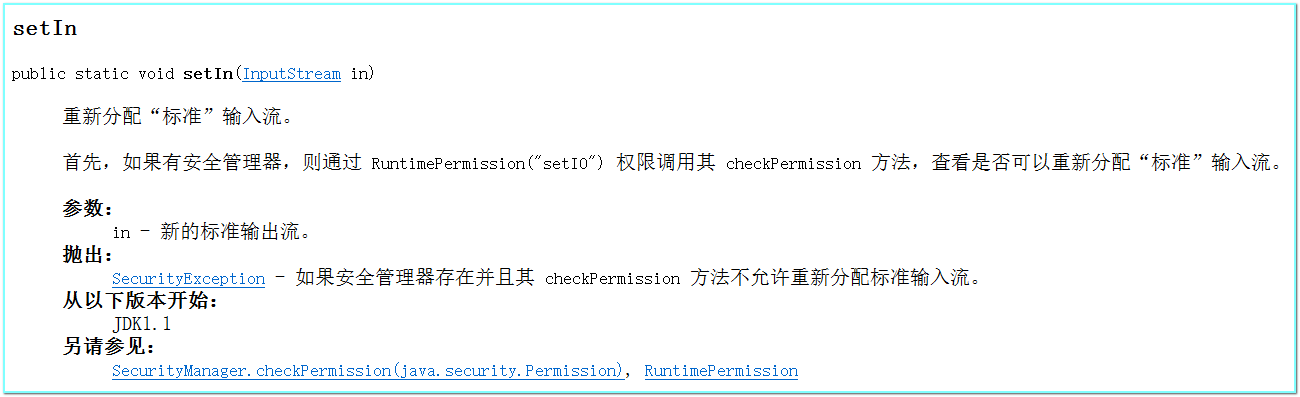 setIn
public static void setIn(InputStream in)
重新分配“标准”输入流。
首先，如果有安全管理器，则通过 RuntimePermission("setIO") 权限调用其 checkPermission 方法，查看是否可以重新分配“标准”输入流。
参数：
in - 新的标准输出流。
抛出：
SecurityException - 如果安全管理器存在并且其 checkPermission 方法不允许重新分配标准输入流。
从以下版本开始：
JDK1.1
另请参见：
SecurityManager.checkPermission(java.security.Permission), RuntimePermission